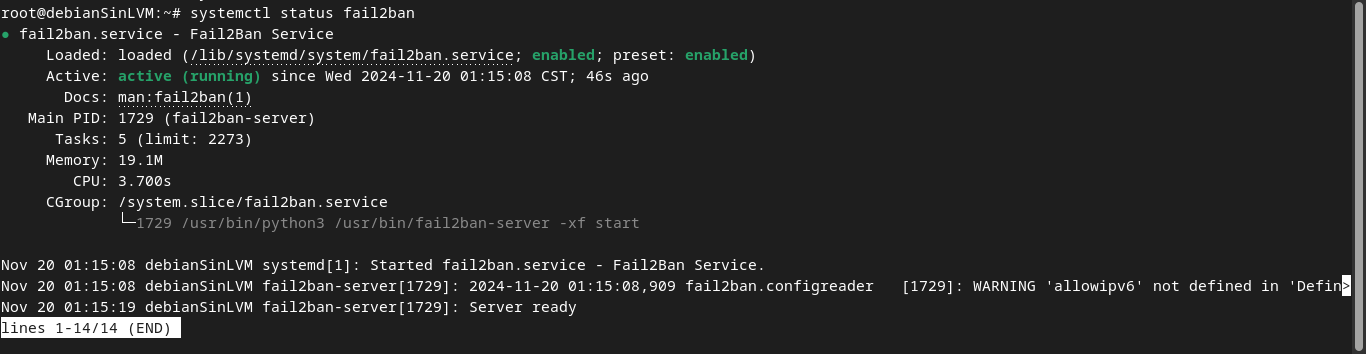 root@debianSinLVM:~# systemctl status fail2ban
● fail2ban.service - Fail2Ban Service
     Loaded: loaded (/lib/systemd/system/fail2ban.service; enabled; preset: enabled)
     Active: active (running) since Wed 2024-11-20 01:15:08 CST; 46s ago
       Docs: man:fail2ban(1)
   Main PID: 1729 (fail2ban-server)
      Tasks: 5 (limit: 2273)
     Memory: 19.1M
        CPU: 3.700s
     CGroup: /system.slice/fail2ban.service
             └─1729 /usr/bin/python3 /usr/bin/fail2ban-server -xf start

Nov 20 01:15:08 debianSinLVM systemd[1]: Started fail2ban.service - Fail2Ban Service.
Nov 20 01:15:08 debianSinLVM fail2ban-server[1729]: 2024-11-20 01:15:08,909 fail2ban.configreader   [1729]: WARNING 'allowipv6' not defined in 'Defin>
Nov 20 01:15:19 debianSinLVM fail2ban-server[1729]: Server ready
lines 1-14/14 (END)